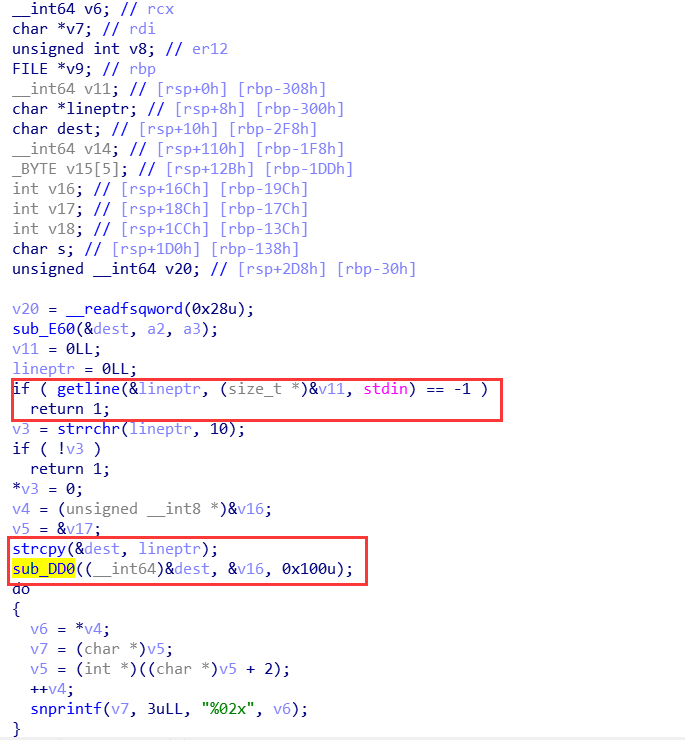 __int64 v6; // rcx
char *v7; // rdi
unsigned int v8; // er12
FILE *v9; // rbp
__int64 v11; // [rsp+0h] [rbp-308h]
char *lineptr; // [rsp+8h] [rbp-300h]
char dest; // [rsp+10h] [rbp-2F8h]
__int64 v14; // [rsp+110h] [rbp-1F8h]
_BYTE v15[5]; // [rsp+12Bh] [rbp-1DDh]
int v16; // [rsp+16Ch] [rbp-19Ch]
int v17; // [rsp+18Ch] [rbp-17Ch]
int v18; // [rsp+1CCh] [rbp-13Ch]
char s; // [rsp+1D0h] [rbp-138h]
unsigned __int64 v20; // [rsp+2D8h] [rbp-30h]
v20 = __readfsqword(0x28u);
sub_E60(&dest, a2, a3);
v11 = 0LL;
lineptr = 0LL;
if ( getline(&lineptr, (size_t *)&v11, stdin) == -1 )
return 1;
v3 = strrchr(lineptr, 10);
if ( !v3 )
return 1;
*v3 = 0;
v4 = (unsigned __int8 *)&v16;
v5 = &v17;
strcpy(&dest, lineptr);
sub_DD0((__int64)&dest, &v16, 0x100u);
do
{
v6 = *v4;
v7 = (char *)v5;
v5 = (int *)((char *)v5 + 2);
++v4;
snprintf(v7, 3uLL, "%02x", v6);
}